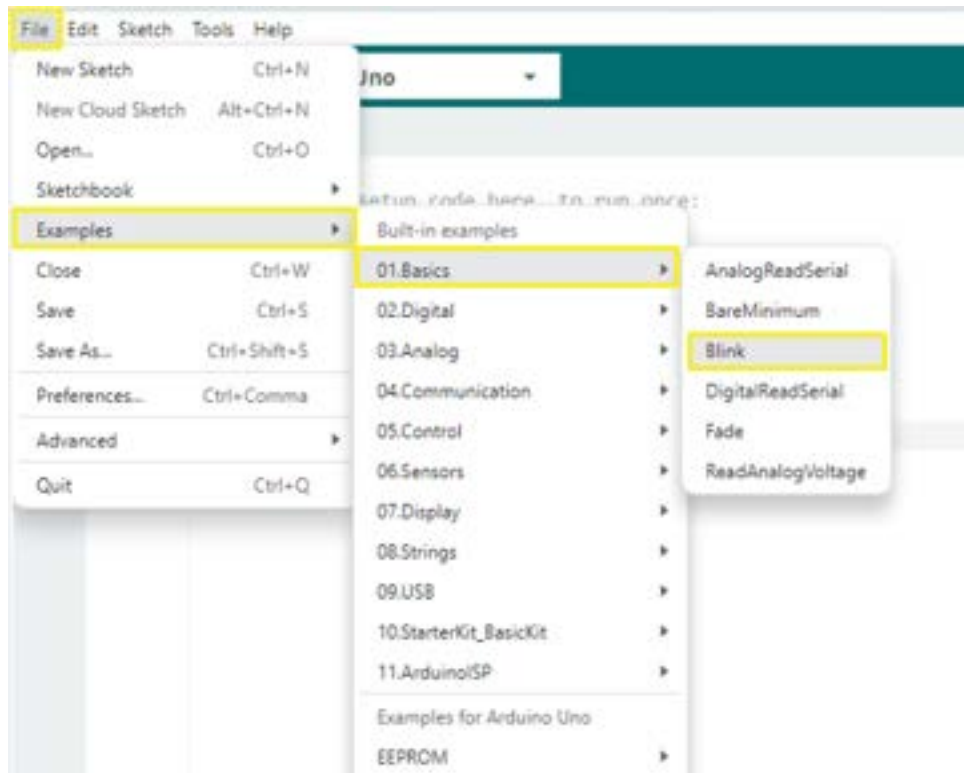 File Edit Sketch Tools Help
New Sketch Ctrl+N
New Cloud Sketch Alt+Ctrl+N
Open... Ctrl+O
Sketchbook
Examples
Close Ctrl+W
Save Ctrl+S
Save As... Ctrl+Shift+S
Preferences... Ctrl+Comma
Advanced
Quit Ctrl+Q
Uno
setup code here, to run once:
Built-in examples
01.Basics
02.Digital
03.Analog
04.Communication
05.Control
06.Sensors
07.Display
08.Strings
09.USB
10.StarterKit_BasicKit
11.ArduinoISP
Examples for Arduino Uno
EEPROM
AnalogReadSerial
BareMinimum
Blink
DigitalReadSerial
Fade
ReadAnalogVoltage